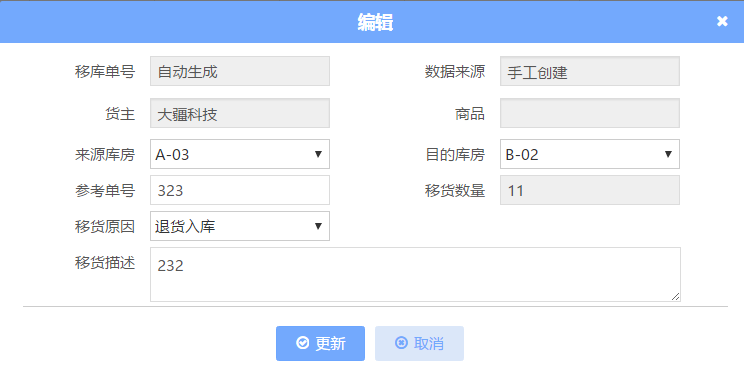 编辑
移库单号 自动生成 数据来源 手工创建
货主 大疆科技 商品
来源库房 A-03 目的库房 B-02
参考单号 323 移货数量 11
移货原因 退货入库
移货描述 232
更新 取消